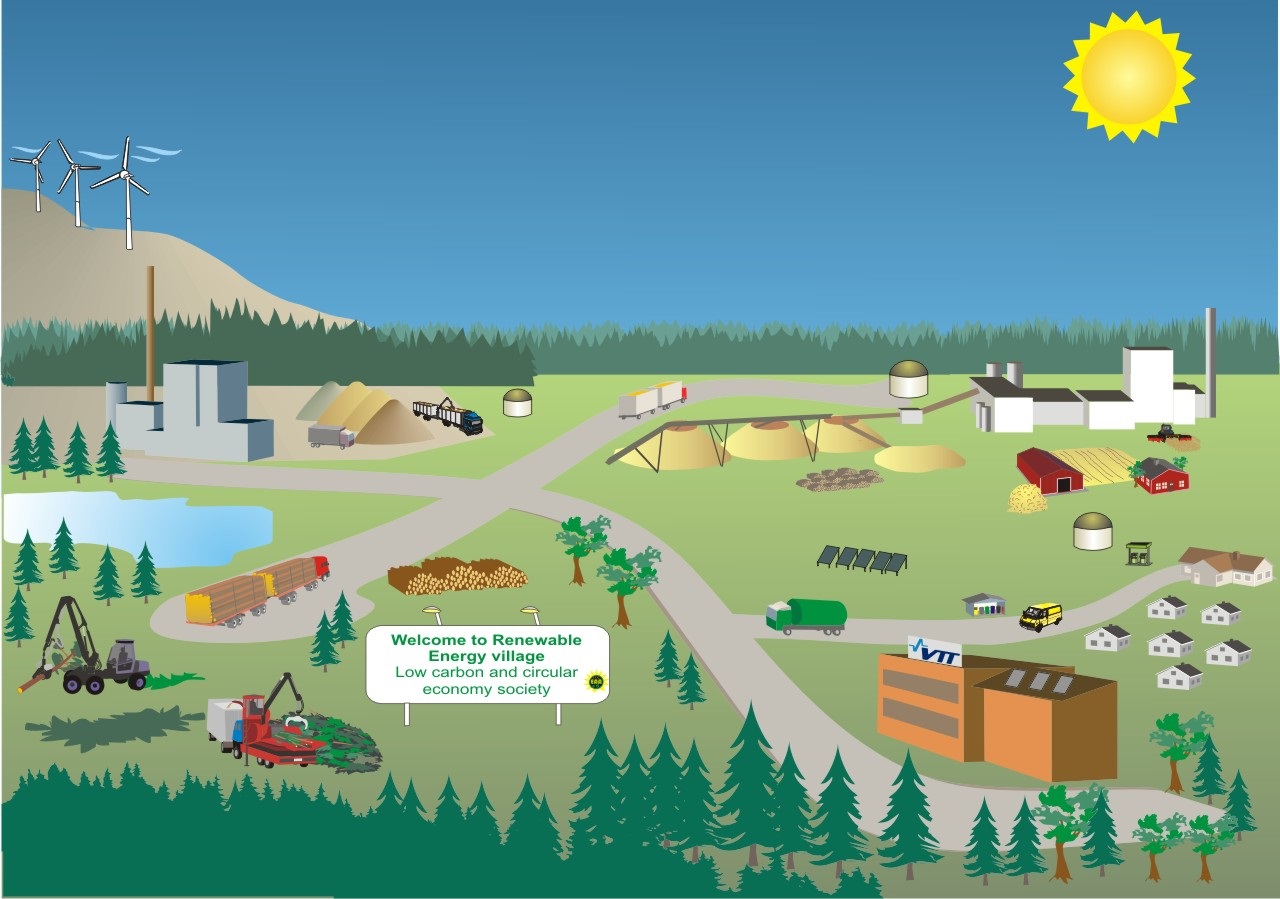 Welcome to Renewable
Energy village
Low carbon and circular
economy society
VTT